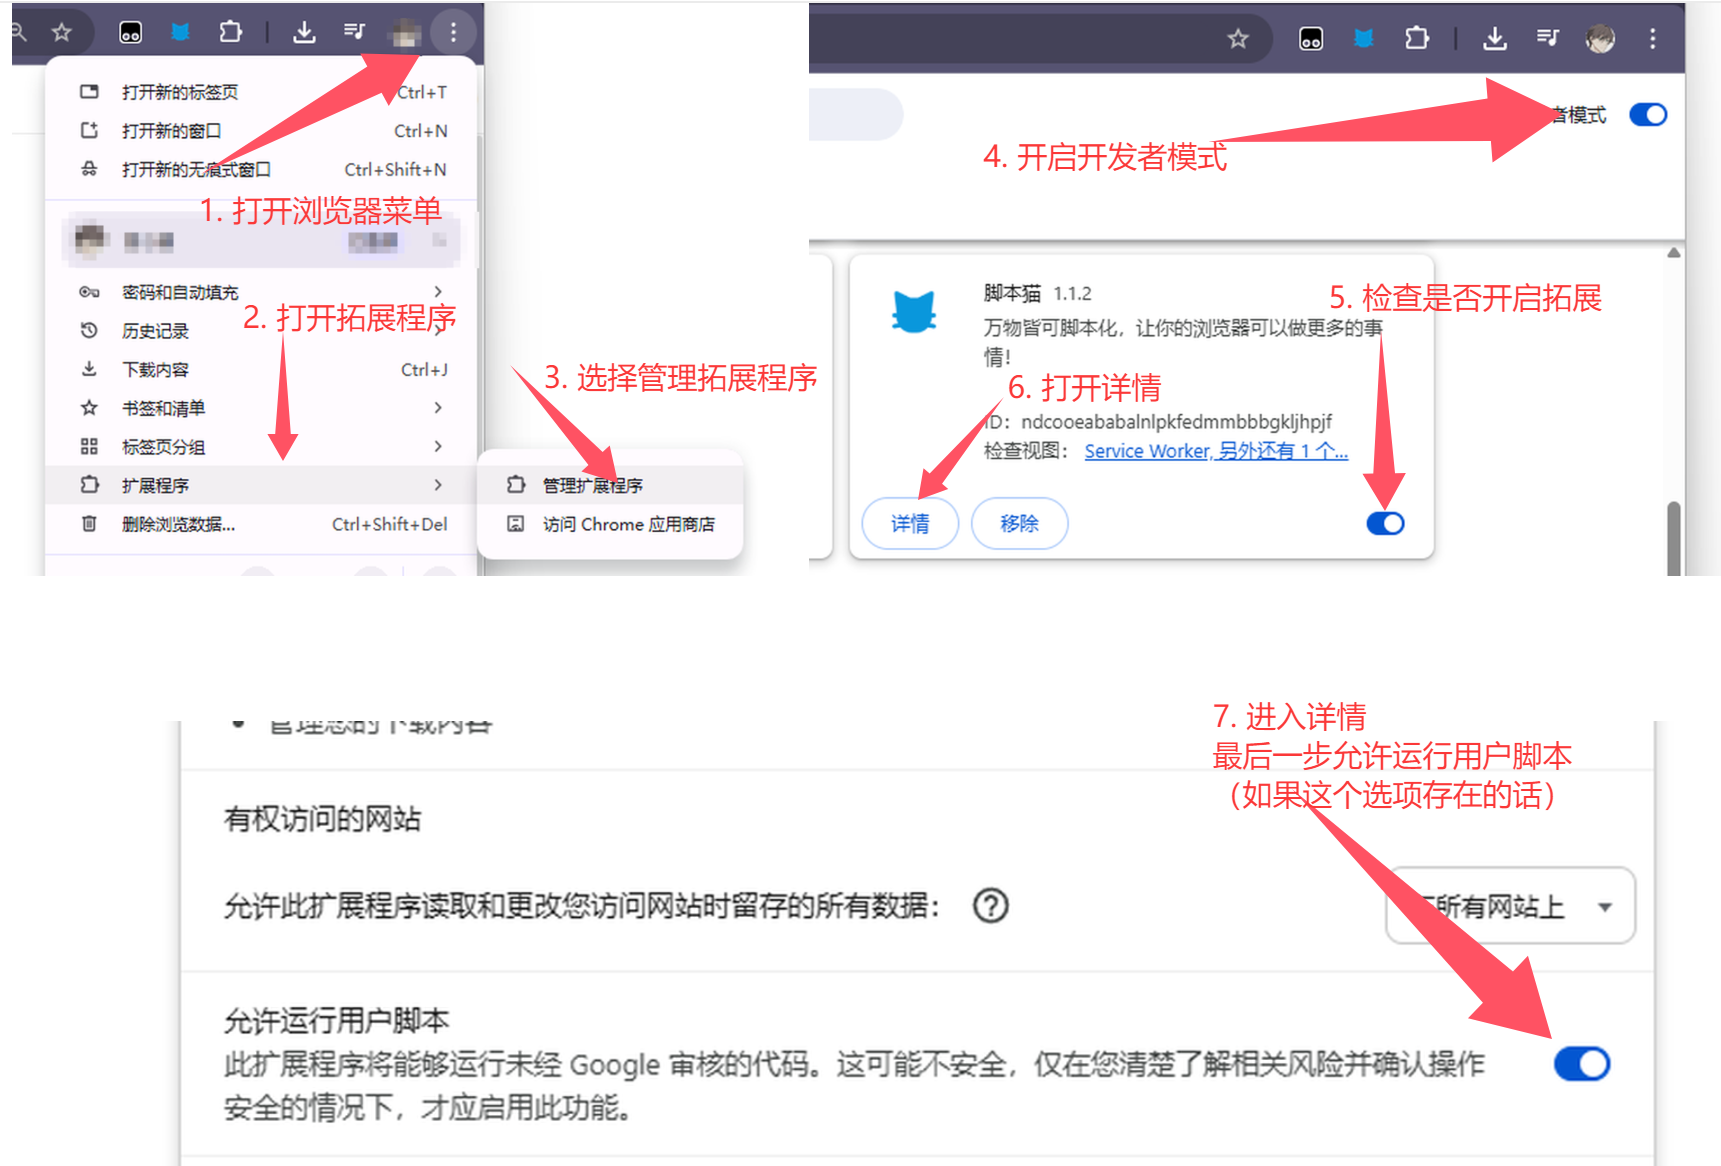 打开新的标签页 Ctrl+T
打开新的窗口 Ctrl+N
打开新的无痕式窗口 Ctrl+Shift+N
1. 打开浏览器菜单
密码和自动填充
2. 打开拓展程序
历史记录
下载内容 Ctrl+J
书签和清单
标签页分组
扩展程序
删除浏览数据... Ctrl+Shift+Del
3. 选择管理拓展程序
管理扩展程序
访问 Chrome 应用商店
者模式
4. 开启开发者模式
脚本猫 1.1.2
万物皆可脚本化，让你的浏览器可以做更多的事
情！
5. 检查是否开启拓展
6. 打开详情
ID： ndcooeababalnlpkfedmmbbbgkljhpjf
检查视图： Service Worker, 另外还有 1 个...
详情 移除
管理您的下载内容
7. 进入详情
最后一步允许运行用户脚本
（如果这个选项存在的话）
有权访问的网站
允许此扩展程序读取和更改您访问网站时留存的所有数据：
所有网站上
允许运行用户脚本
此扩展程序将能够运行未经 Google 审核的代码。这可能不安全，仅在您清楚了解相关风险并确认操作
安全的情况下，才应启用此功能。